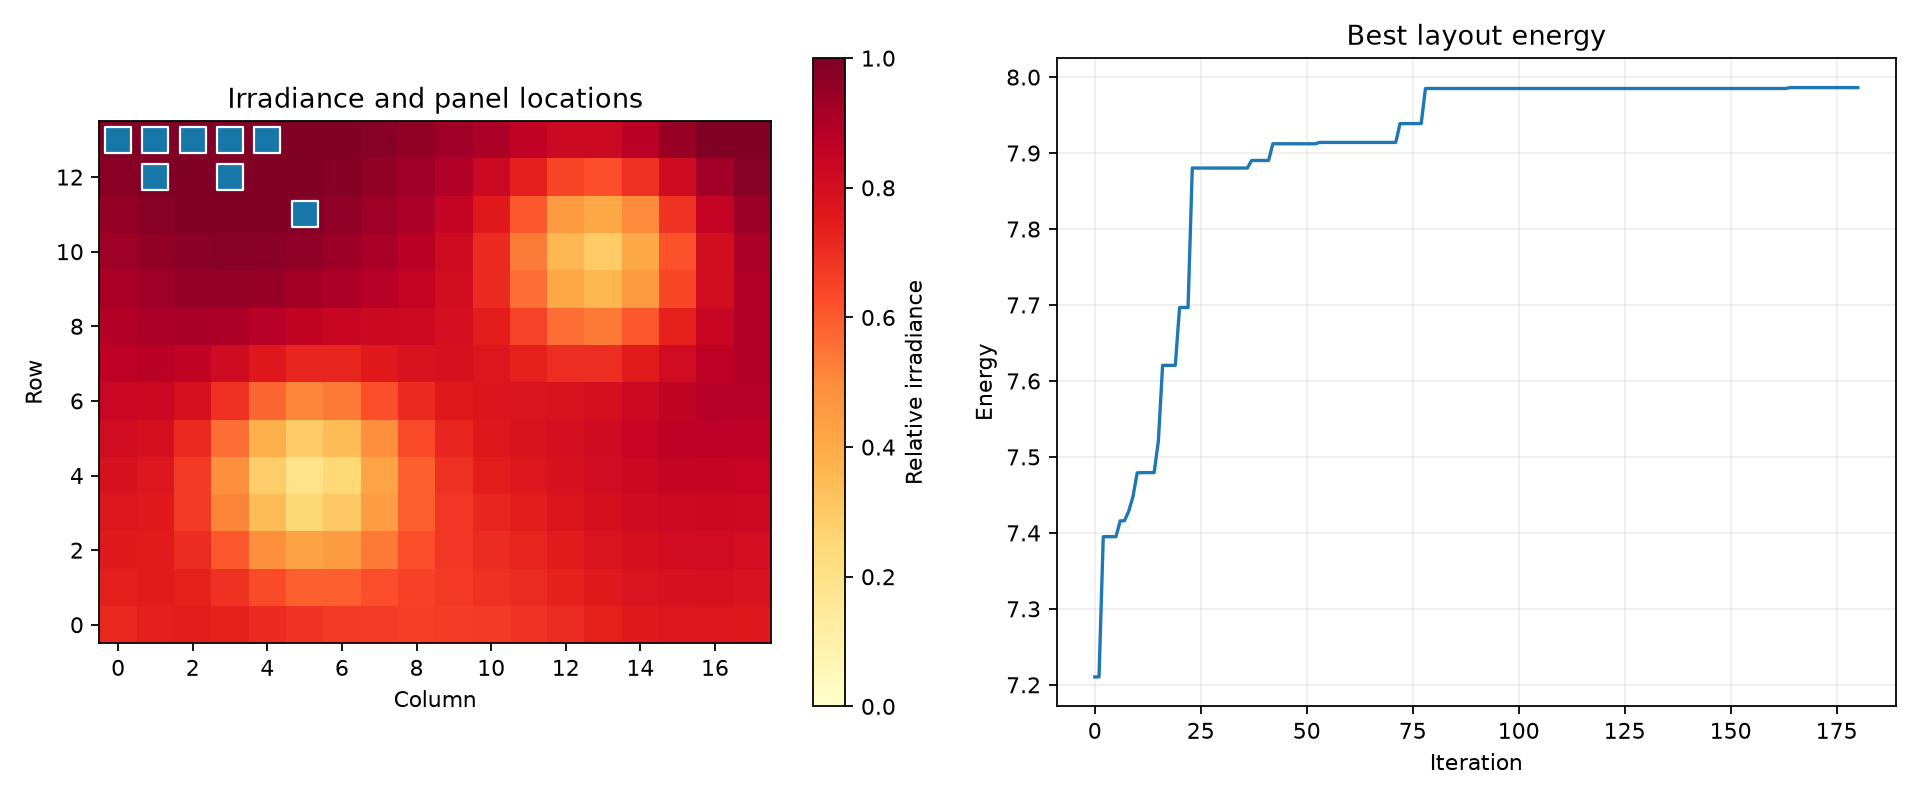 Irradiance and panel locations
12
10
8
6
4
2
0
Row
0 2 4 6 8 10 12 14 16
Column
1.0
0.8
0.6
0.4
0.2
0.0
Relative irradiance
Best layout energy
8.0
7.9
7.8
7.7
7.6
7.5
7.4
7.3
7.2
Energy
0 25 50 75 100 125 150 175
Iteration